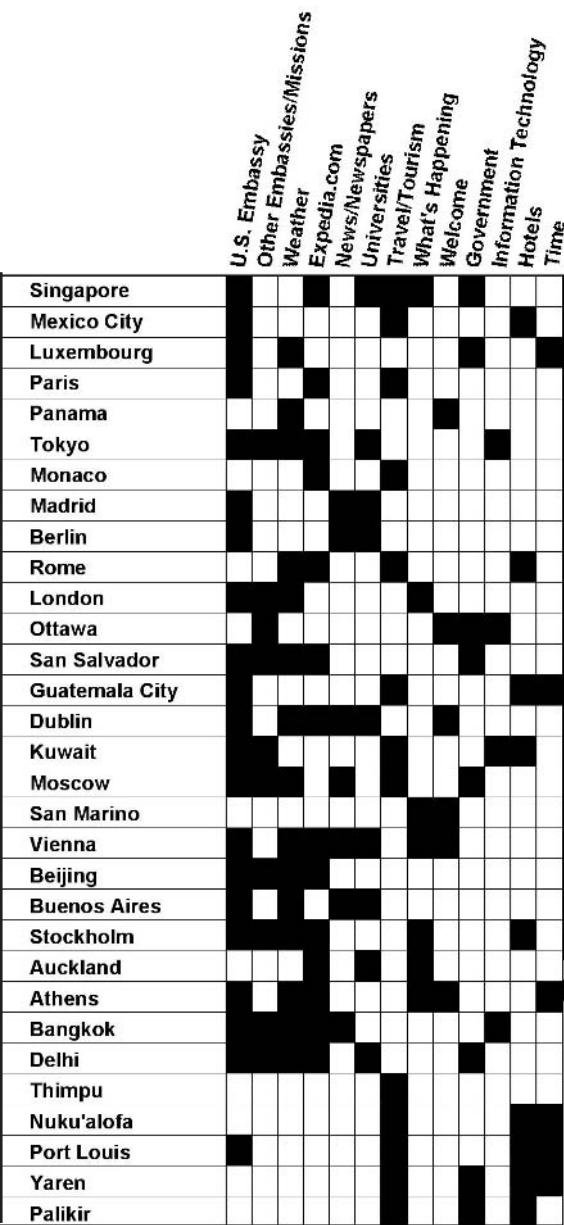 U.S. Embassy
Other Embassies/Missions
Weather
Expedia.com
News/Newspapers
Universities
Travel/Tourism
What's Happening
Welcome
Government
Information Technology
Hotels
Time
Singapore
Mexico City
Luxembourg
Paris
Panama
Tokyo
Monaco
Madrid
Berlin
Rome
London
Ottawa
San Salvador
Guatemala City
Dublin
Kuwait
Moscow
San Marino
Vienna
Beijing
Buenos Aires
Stockholm
Auckland
Athens
Bangkok
Delhi
Thimpu
Nuku'alofa
Port Louis
Yaren
Palikir